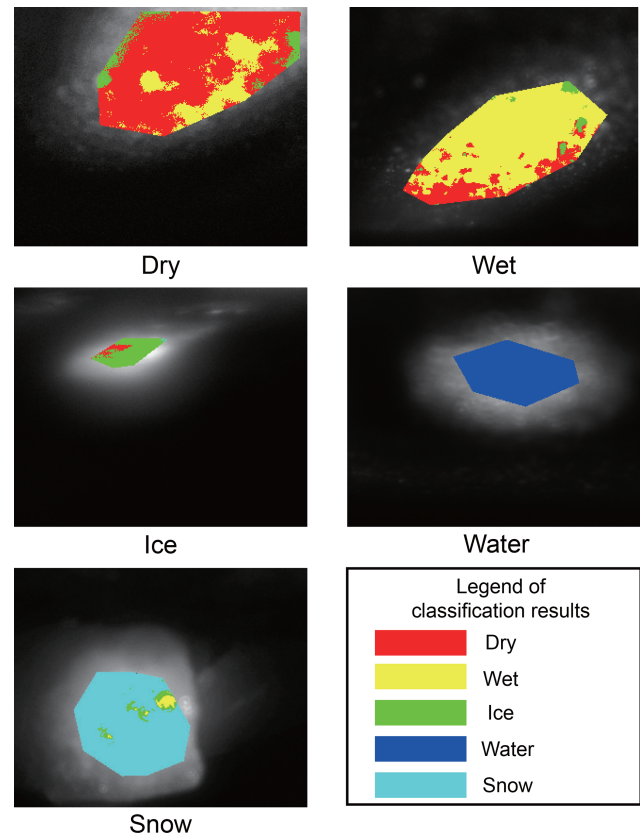 Dry
Wet
Ice
Water
Snow
Legend of
classification results
Dry
Wet
Ice
Water
Snow